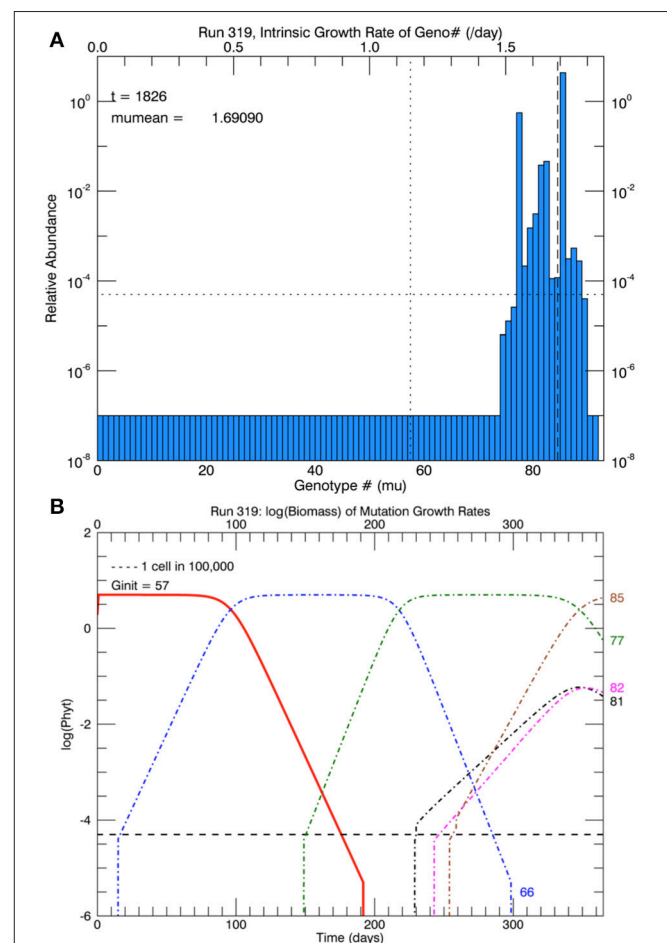 A
Run 319, Intrinsic Growth Rate of Geno# (/day)
0.0 0.5 1.0 1.5
t = 1826
mumean = 1.69090
Relative Abundance
10^0 10^0
10^-2 10^-2
10^-4 10^-4
10^-6 10^-6
10^-8 10^-8
0 20 40 60 80
Genotype # (mu)
B
Run 319: log(Biomass) of Mutation Growth Rates
0 100 200 300
---- 1 cell in 100,000
Ginit = 57
log(Phyt)
2
0
-2
-4
-6
85
77
82
81
66
0 100 200 300
Time (days)